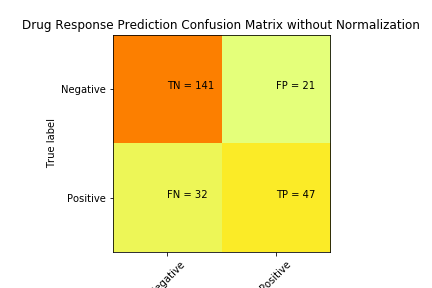 Drug Response Prediction Confusion Matrix without Normalization
Negative
TN = 141
FP = 21
True label
Positive
FN = 32
TP = 47
Positive